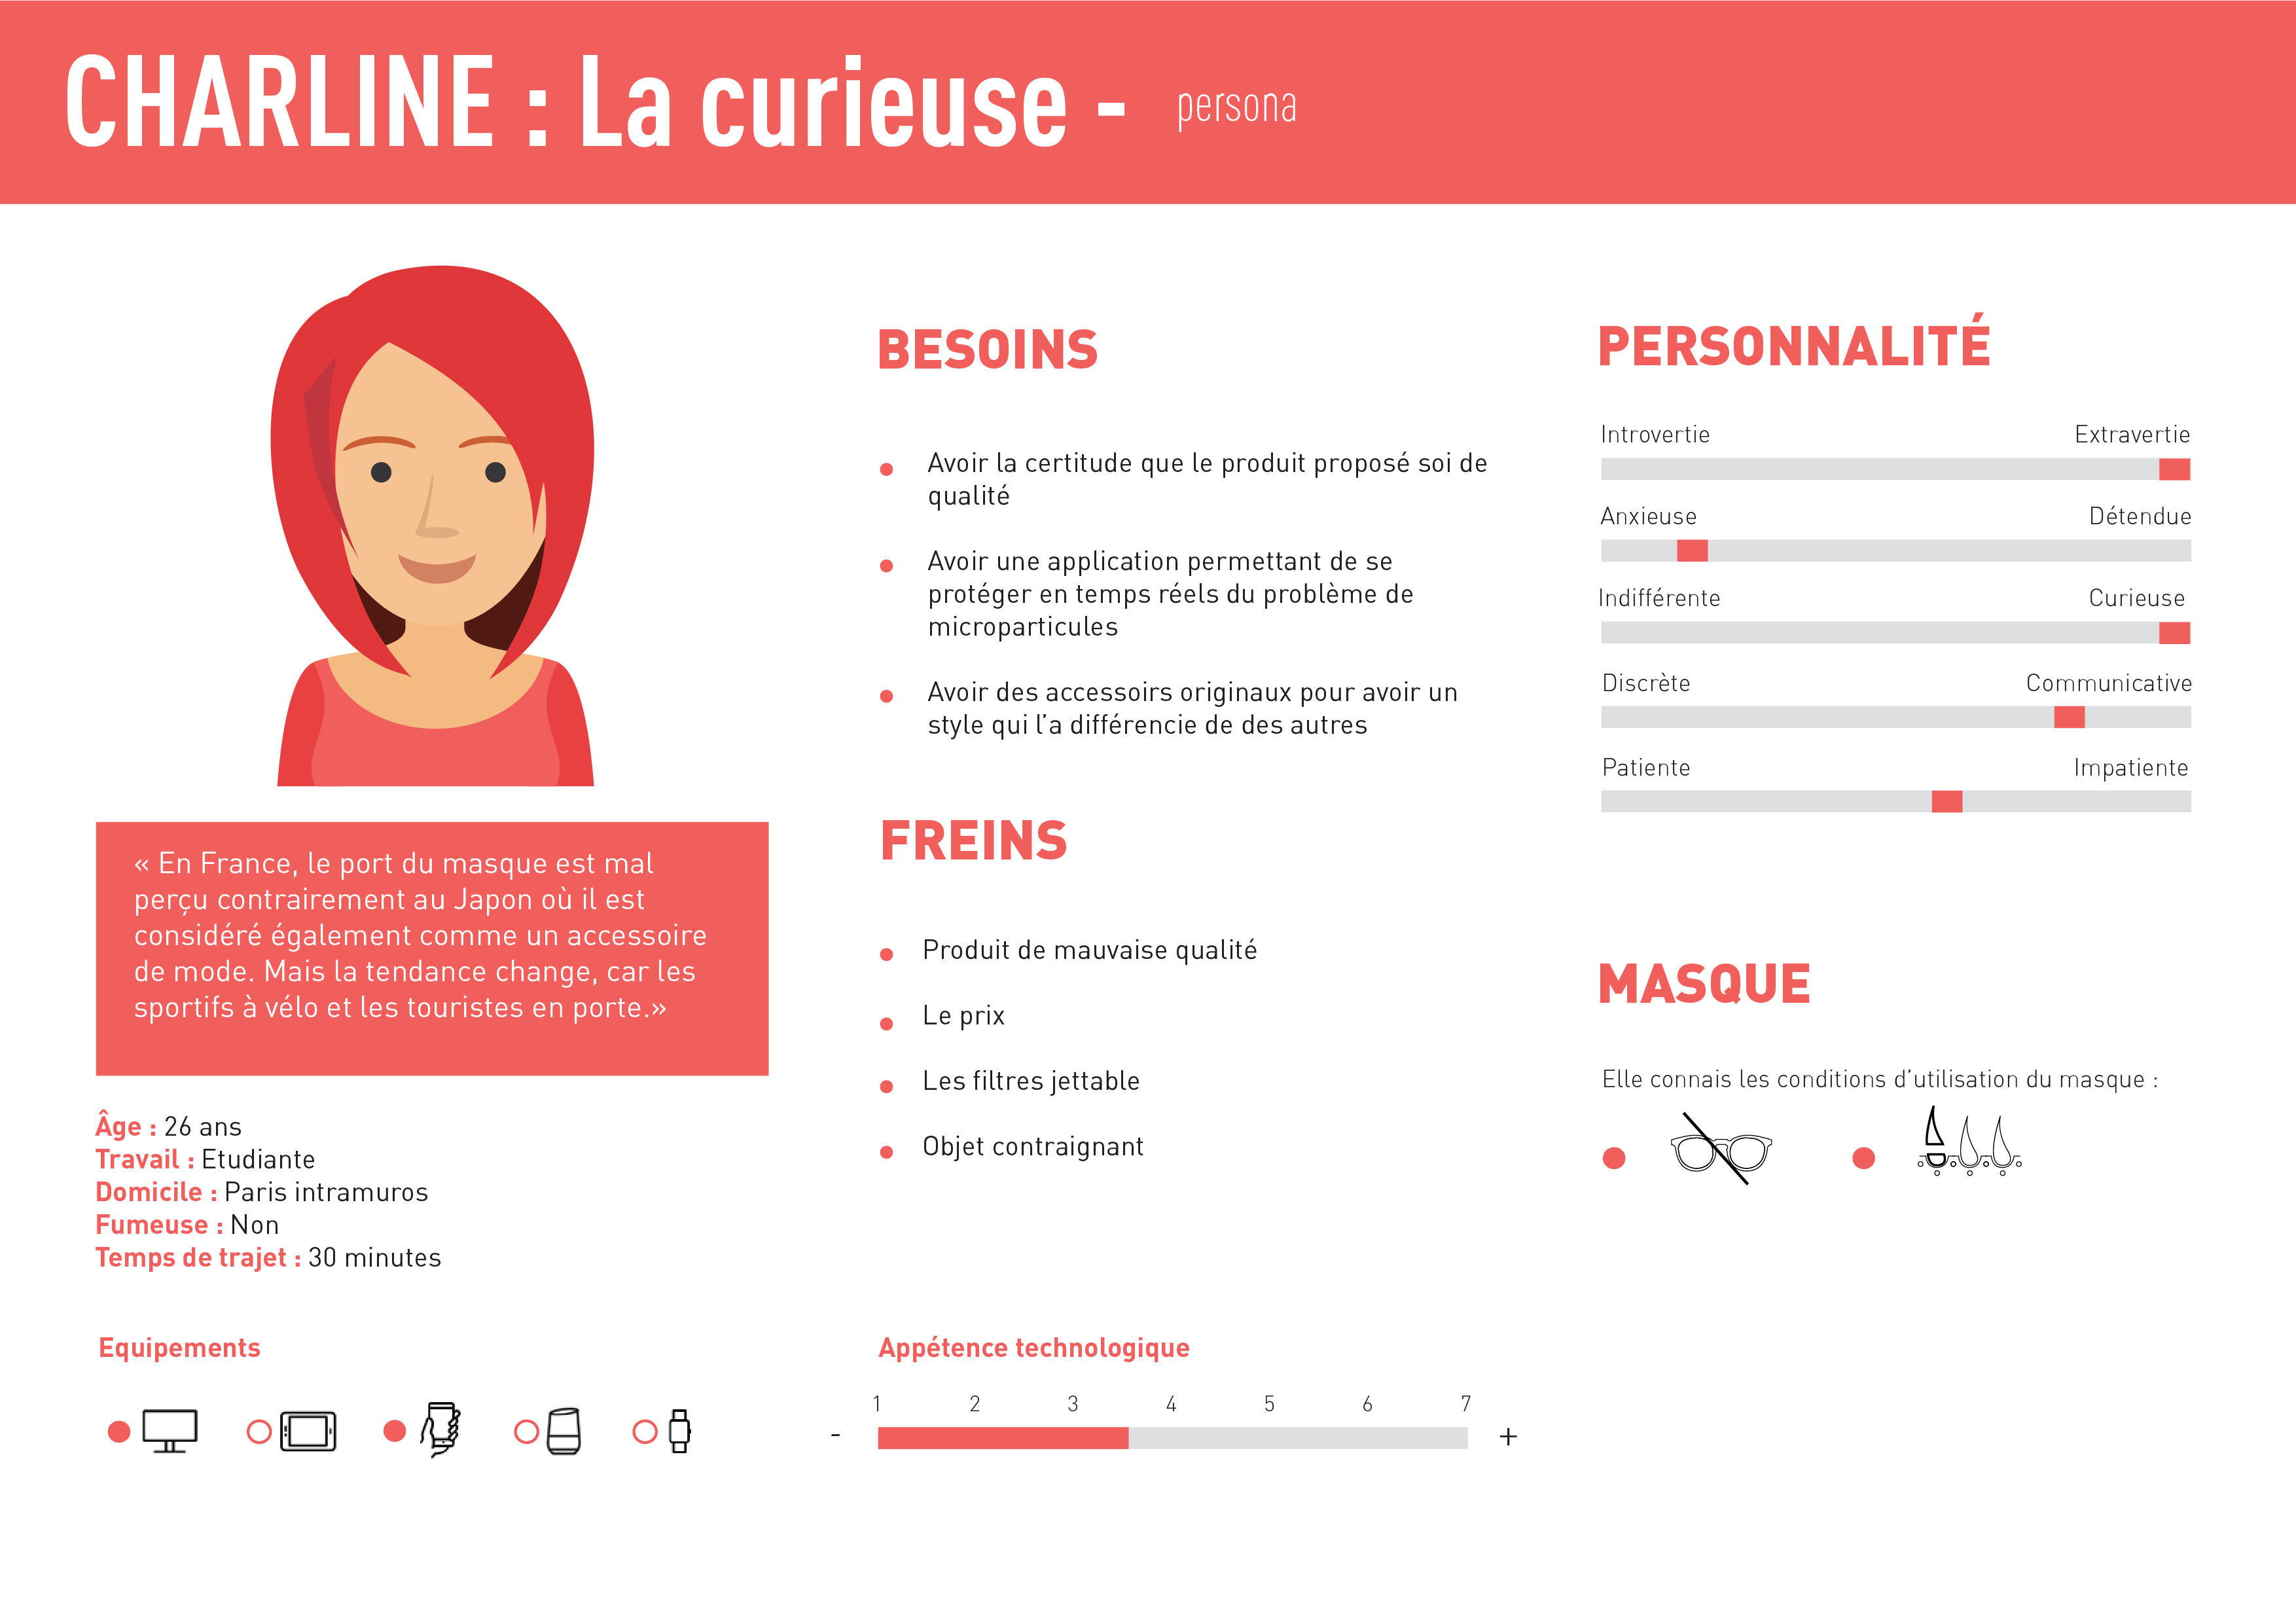 CHARLINE : La curieuse - persona
« En France, le port du masque est mal
perçu contrairement au Japon où il est
considéré également comme un accessoire
de mode. Mais la tendance change, car les
sportifs à vélo et les touristes en porte.»
Âge : 26 ans
Travail : Etudiante
Domicile : Paris intramuros
Fumeuse : Non
Temps de trajet : 30 minutes
Equipements
BESOINS
Avoir la certitude que le produit proposé soi de
qualité
Avoir une application permettant de se
protéger en temps réels du problème de
microparticules
Avoir des accessoirs originaux pour avoir un
style qui l'a différencie de des autres
FREINS
Produit de mauvaise qualité
Le prix
Les filtres jettable
Objet contraignant
Appétence technologique
1 2 3 4 5 6 7
- +
PERSONNALITÉ
Introvertie Extravertie
Anxieuse Détendue
Indifférente Curieuse
Discrète Communicative
Patiente Impatiente
MASQUE
Elle connais les conditions d'utilisation du masque :